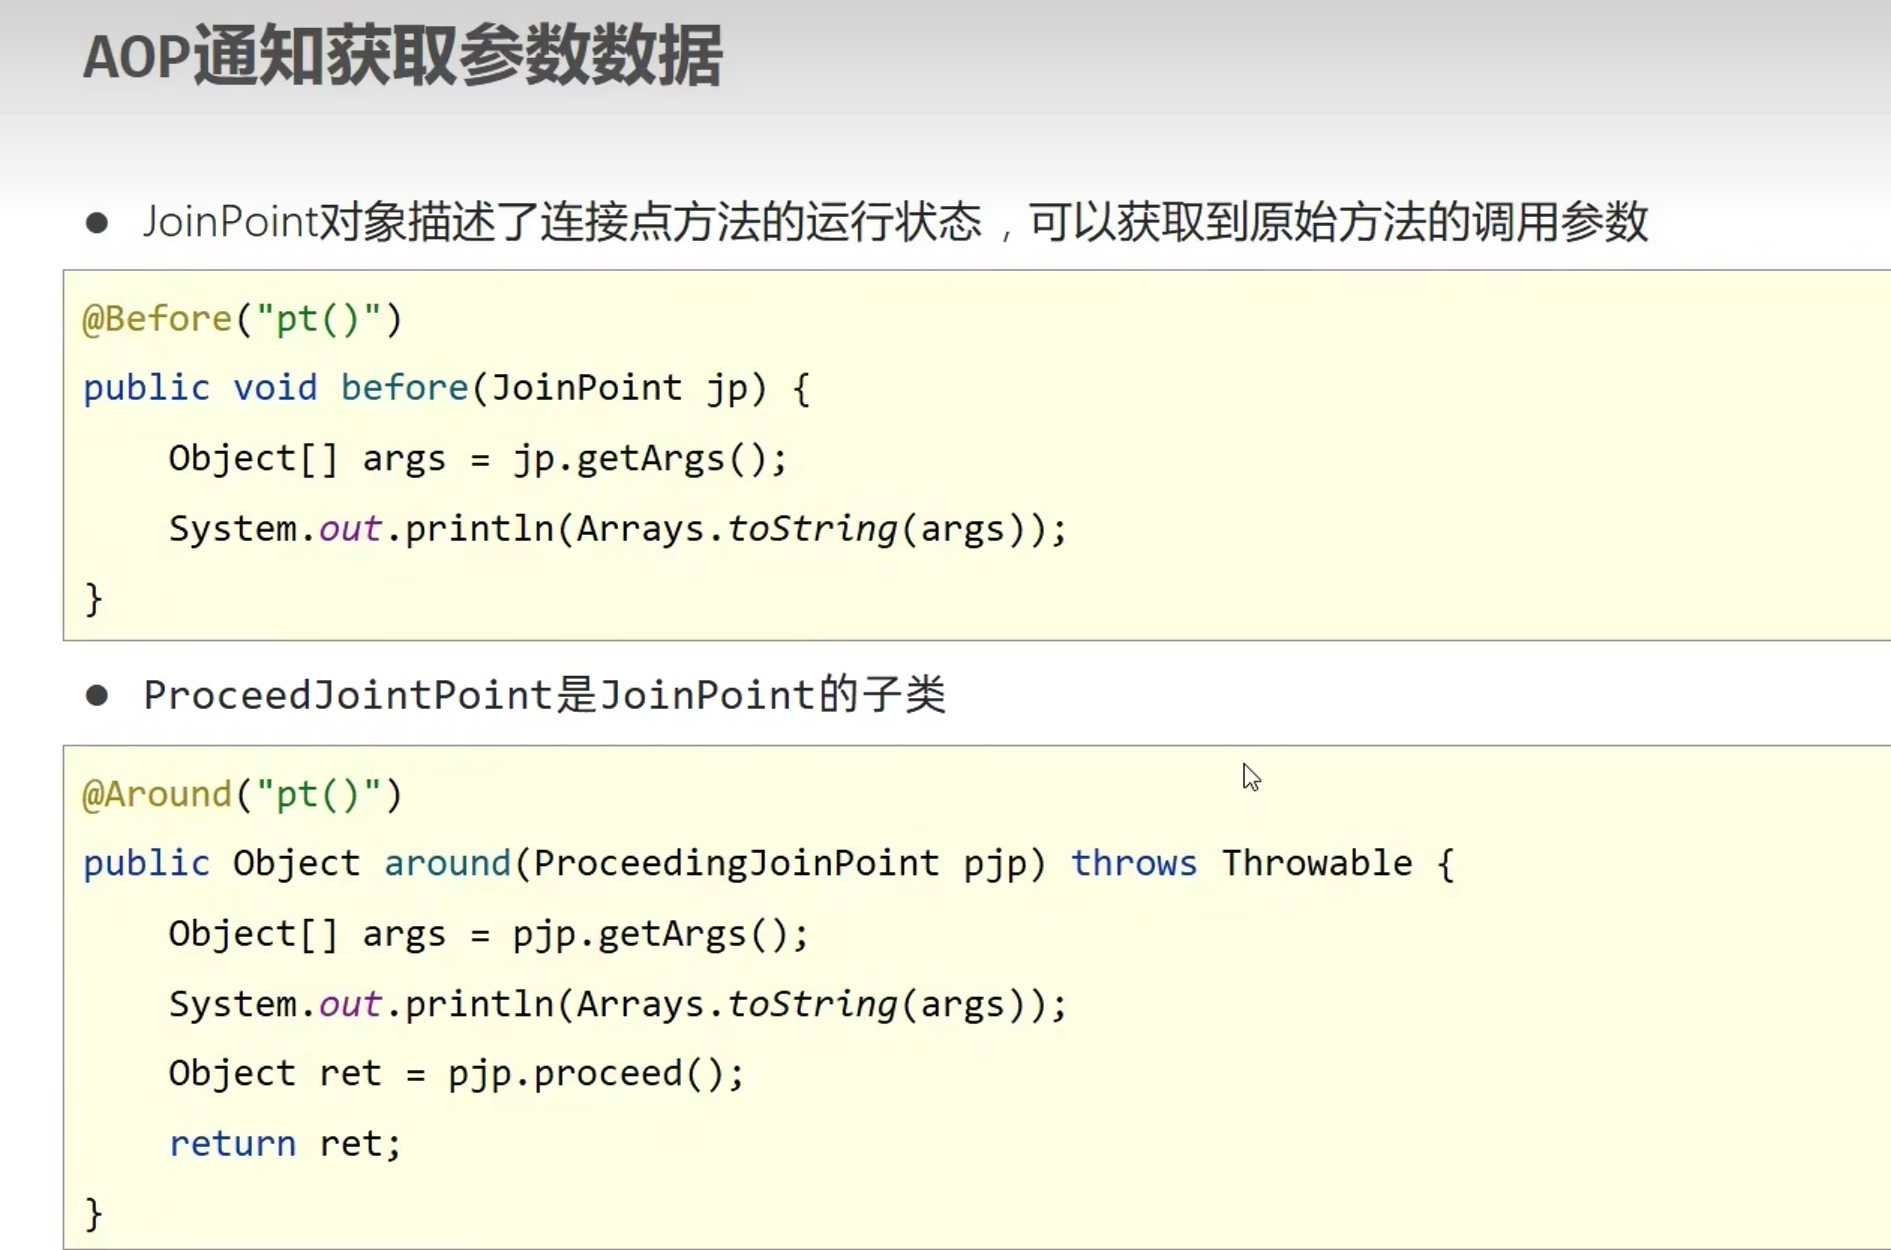 AOP通知获取参数数据
● JoinPoint对象描述了连接点方法的运行状态，可以获取到原始方法的调用参数
@Before("pt()")
public void before(JoinPoint jp) {
    Object[] args = jp.getArgs();
    System.out.println(Arrays.toString(args));
}
● ProceedJointPoint是JoinPoint的子类
@Around("pt()")
public Object around(ProceedingJoinPoint pjp) throws Throwable {
    Object[] args = pjp.getArgs();
    System.out.println(Arrays.toString(args));
    Object ret = pjp.proceed();
    return ret;
}